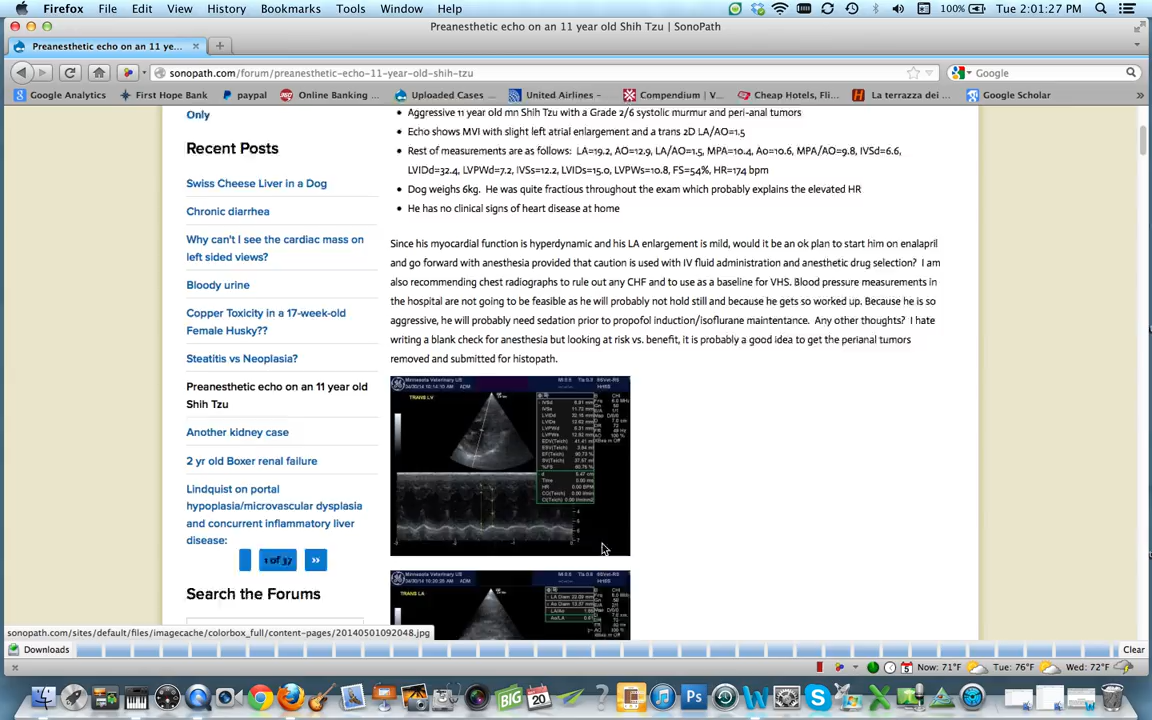 Firefox File Edit View History Bookmarks Tools Window Help 100% Tue 2:01:27 PM
Preanesthetic echo on an 11 year old Shih Tzu | SonoPath
Preanesthetic echo on an 11 ye...
sonopath.com/forum/preanesthetic-echo-11-year-old-shih-tzu
Google
Google Analytics First Hope Bank paypal Online Banking ... Uploaded Cases ... United Airlines - Compendium | V... Cheap Hotels, Fli... La terrazza dei ... Google Scholar »
Only
Recent Posts
Swiss Cheese Liver in a Dog
Chronic diarrhea
Why can't I see the cardiac mass on
left sided views?
Bloody urine
Copper Toxicity in a 17-week-old
Female Husky??
Steatitis vs Neoplasia?
Preanesthetic echo on an 11 year old
Shih Tzu
Another kidney case
2 yr old Boxer renal failure
Lindquist on portal
hypoplasia/microvascular dysplasia
and concurrent inflammatory liver
disease:
1 of 37 »
Search the Forums
• Aggressive 11 year old mn Shih Tzu with a Grade 2/6 systolic murmur and peri-anal tumors
• Echo shows MVI with slight left atrial enlargement and a trans 2D LA/AO=1.5
• Rest of measurements are as follows: LA=19.2, AO=12.9, LA/AO=1.5, MPA=10.4, Ao=10.6, MPA/AO=9.8, IVSd=6.6,
LVIDd=32.4, LVPWd=7.2, IVSs=12.2, LVIDs=15.0, LVPWs=10.8, FS=54%, HR=174 bpm
• Dog weighs 6kg. He was quite fractious throughout the exam which probably explains the elevated HR
• He has no clinical signs of heart disease at home
Since his myocardial function is hyperdynamic and his LA enlargement is mild, would it be an ok plan to start him on enalapril
and go forward with anesthesia provided that caution is used with IV fluid administration and anesthetic drug selection? I am
also recommending chest radiographs to rule out any CHF and to use as a baseline for VHS. Blood pressure measurements in
the hospital are not going to be feasible as he will probably not hold still and because he gets so worked up. Because he is so
aggressive, he will probably need sedation prior to propofol induction/isoflurane maintentance. Any other thoughts? I hate
writing a blank check for anesthesia but looking at risk vs. benefit, it is probably a good idea to get the perianal tumors
removed and submitted for histopath.
Minnesota Veterinary US
TRANS LV
Minnesota Veterinary US
TRANS LA
sonopath.com/sites/default/files/imagecache/colorbox_full/content-pages/20140501092048.jpg
Downloads Clear
Now: 71°F Tue: 76°F Wed: 72°F